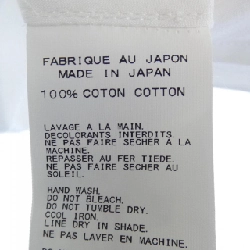 FABRIQUE AU JAPON
MADE IN JAPAN
100% COTON COTTON
LAVAGE A LA MAIN.
DECOLORANTS INTERDITS
NE PAS FAIRE SECHER A LA
MACHINE.
REPASSER AU FER TIEDE.
NE PAS FAIRE SECHER AU
SOLEIL.
HAND WASH.
DO NOT BLEACH.
DO NOT TUVBLE DRY.
COOL IRON.
LINE DRY IN SHADE.
NE PAS LAVER EN MACHINE.